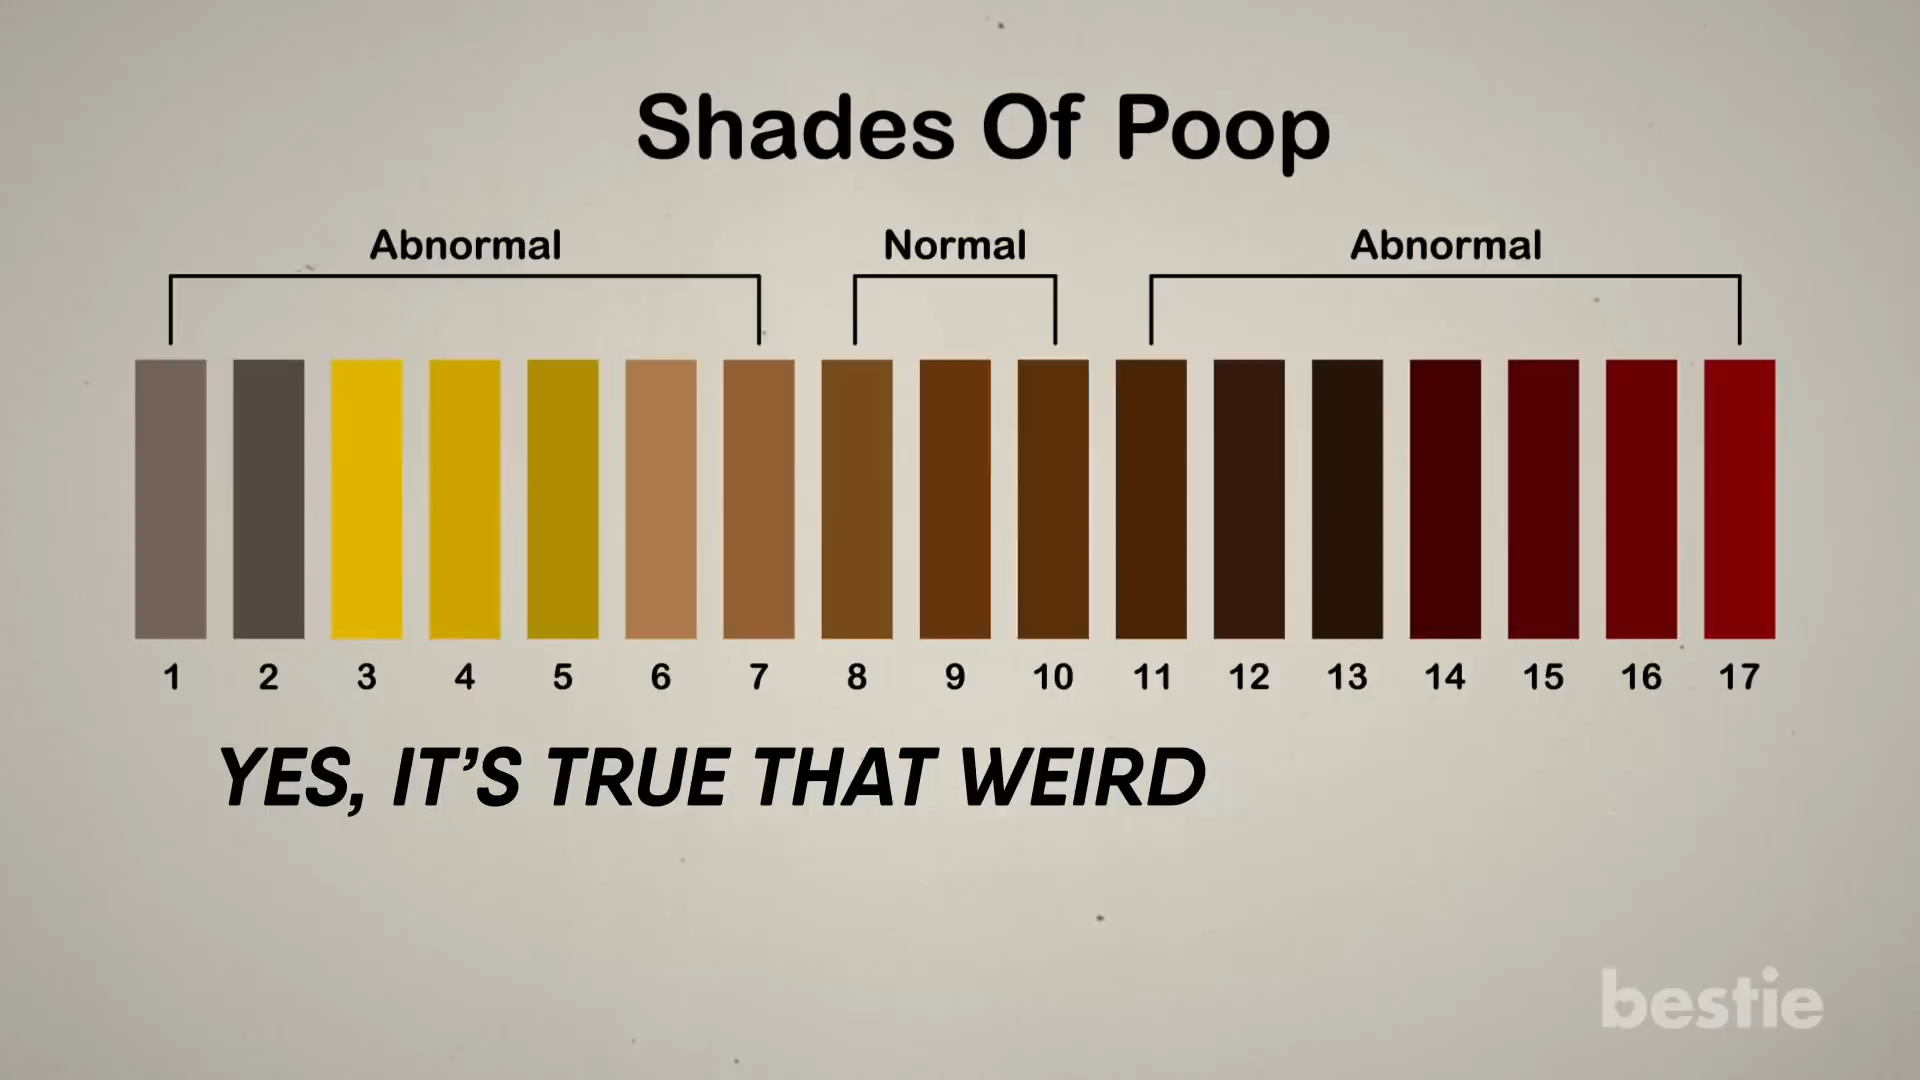 Shades Of Poop
Abnormal Normal Abnormal
1 2 3 4 5 6 7 8 9 10 11 12 13 14 15 16 17
YES, IT’S TRUE THAT WEIRD
bestie